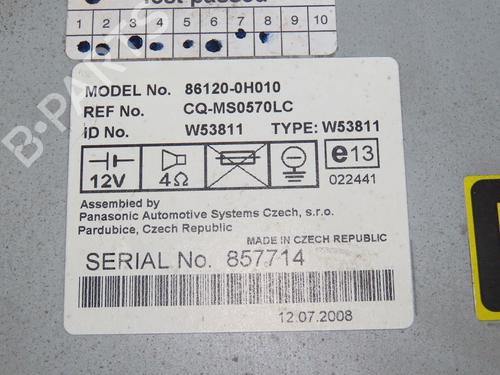 Test passed
1 2 3 4 5 6 7 8 9 10
MODEL No. 86120-0H010
REF No. CQ-MS0570LC
iD No. W53811 TYPE: W53811
12V 4Ω e13
022441
Assembied by
Panasonic Automotive Systems Czech, s.r.o.
Pardubice, Czech Republic
MADE IN CZECH REPUBLIC
SERIAL No. 857714
12.07.2008
B-PARTS